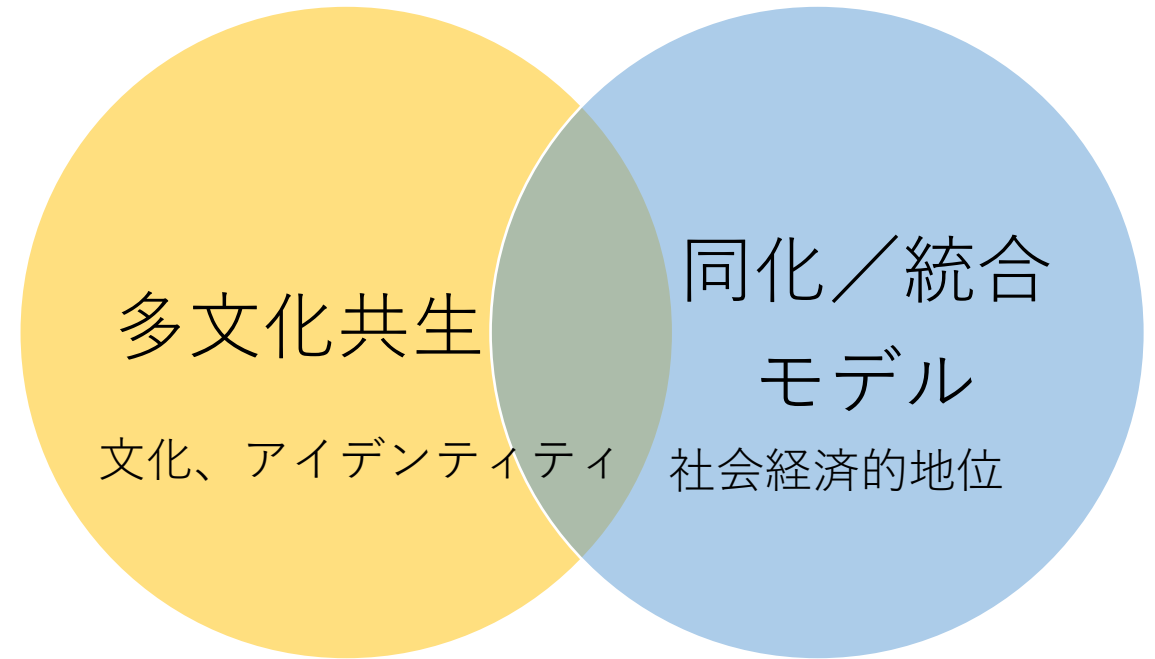 多文化共生
文化、アイデンティティ
同化／統合
モデル
社会経済的地位